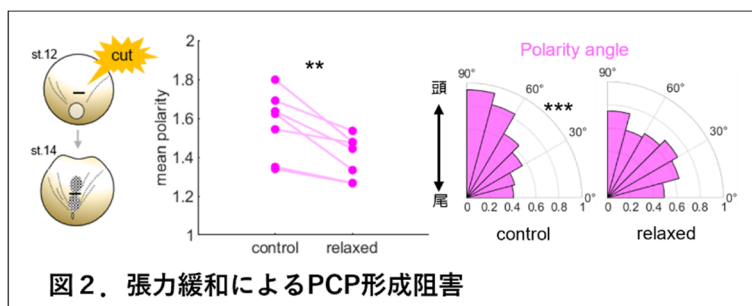 st.12
cut
st.14
mean polarity
2
1.8
1.6
1.4
1.2
1
**
control
relaxed
Polarity angle
頭
尾
90°
60°
30°
0°
***
0 0.2 0.4 0.6 0.8 1
control
90°
60°
30°
0°
0 0.2 0.4 0.6 0.8 1
relaxed
図２．張力緩和によるPCP形成阻害